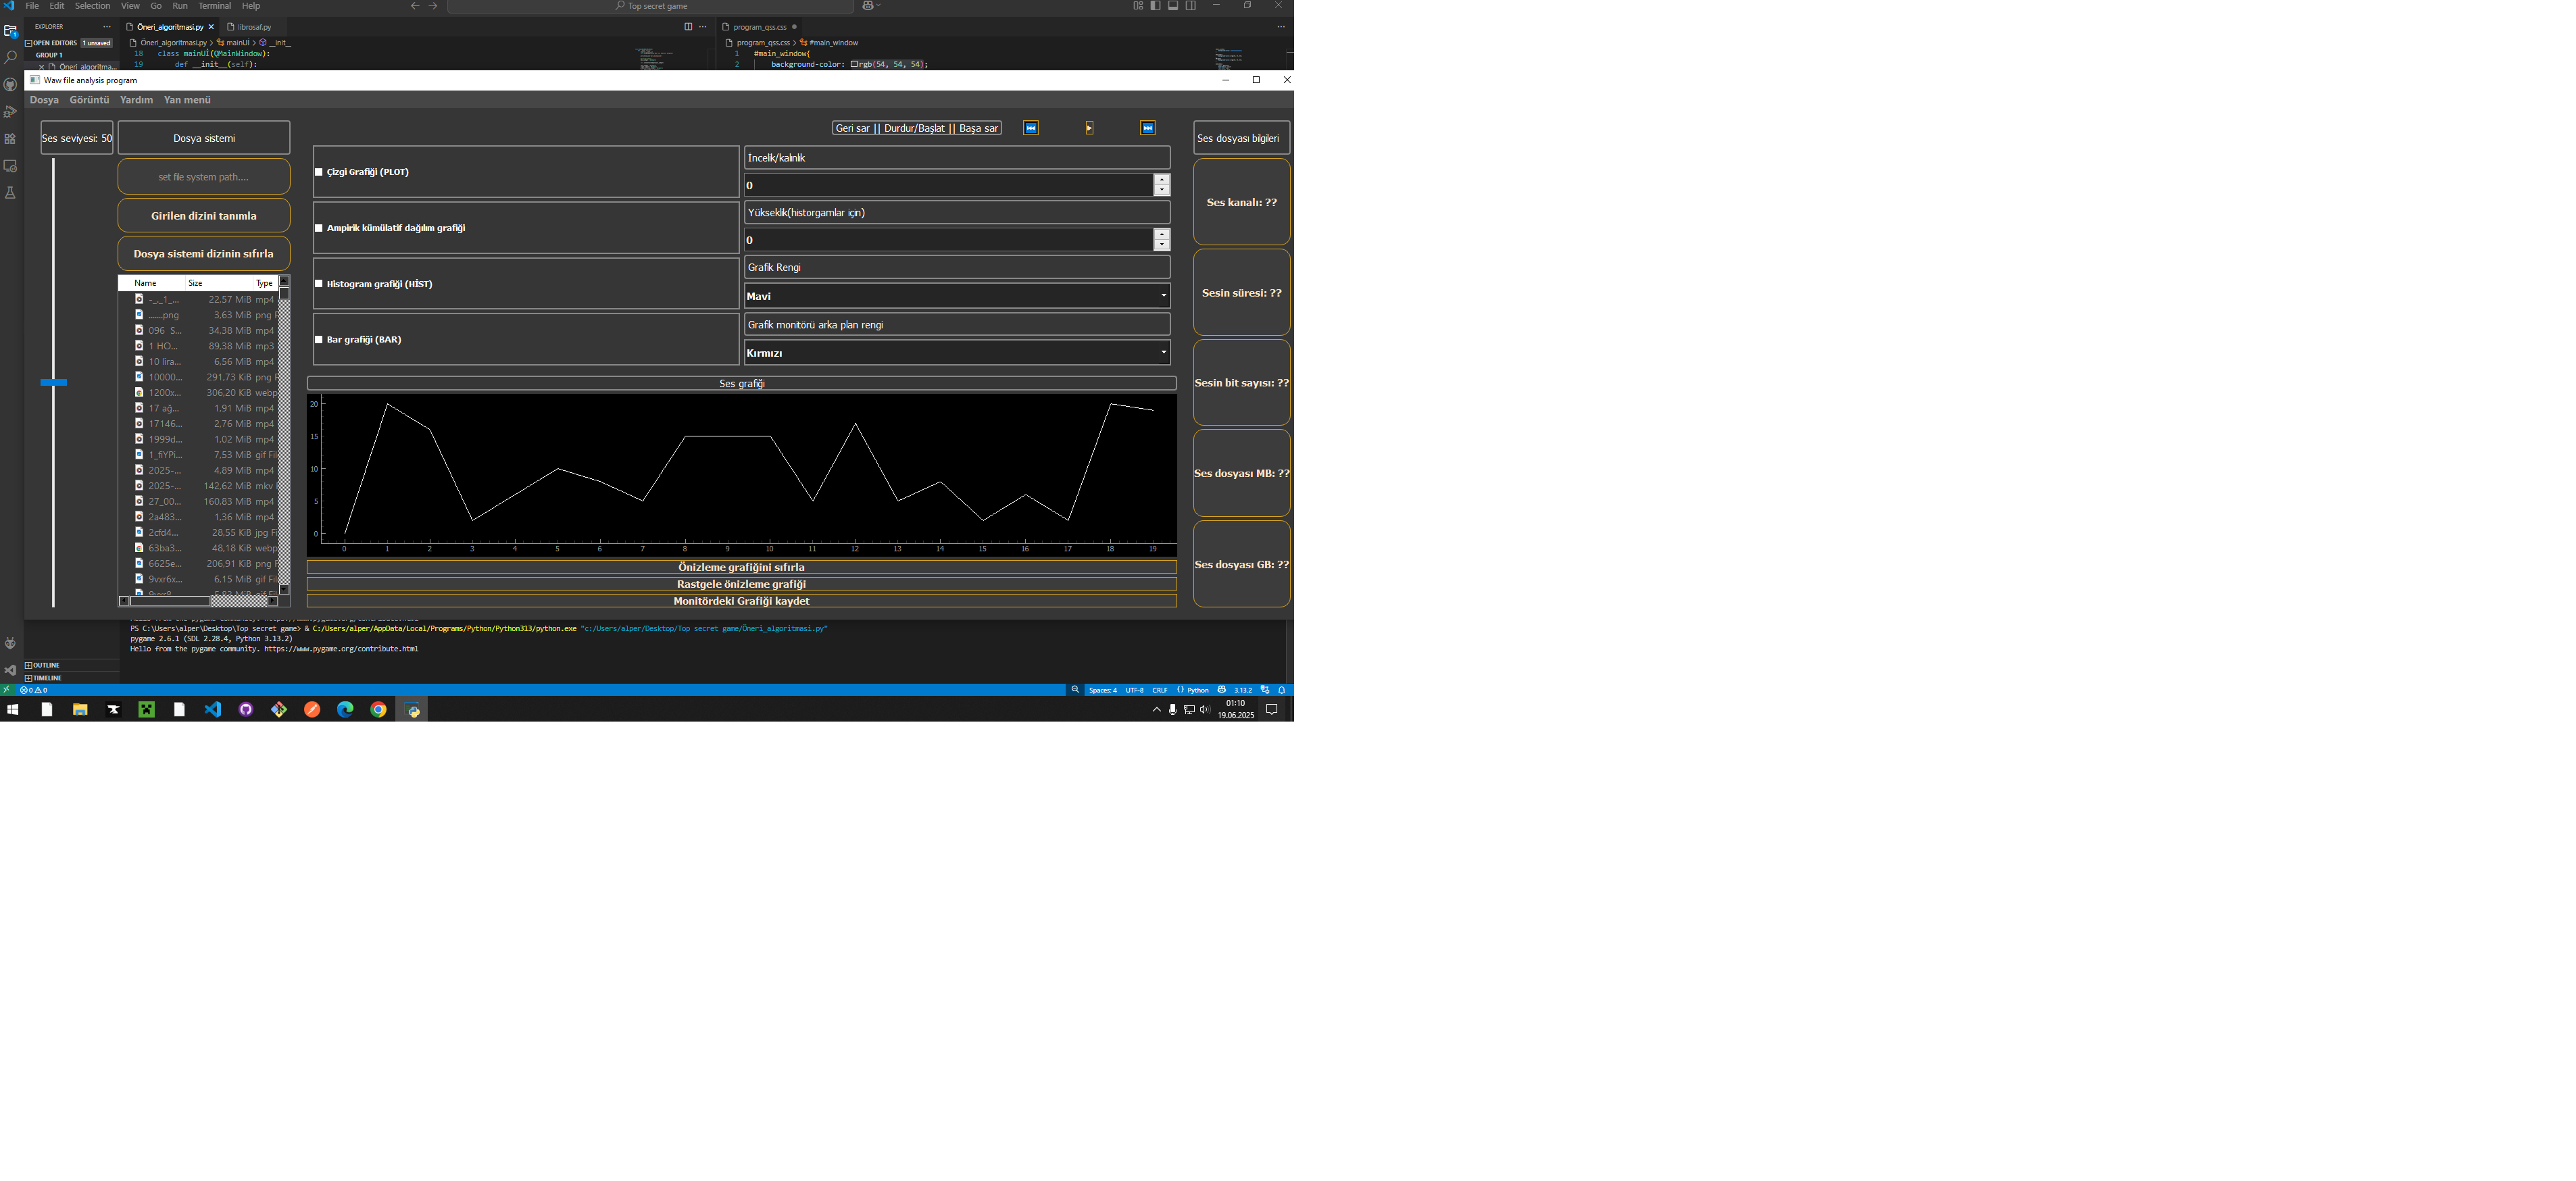 File Edit Selection View Go Run Terminal Help
Top secret game
EXPLORER
OPEN EDITORS 1 unsaved
GROUP 1
Öneri_algoritma...
Öneri_algoritmasi.py
librosaf.py
Öneri_algoritmasi.py > mainUİ > __init__
18 class mainUİ(QMainWindow):
19 def __init__(self):
program_qss.css
program_qss.css > #main_window
1 #main_window{
2 background-color: rgb(54, 54, 54);
Waw file analysis program
Dosya Görüntü Yardım Yan menü
Ses seviyesi: 50
Dosya sistemi
set file system path....
Girilen dizini tanımla
Dosya sistemi dizinin sıfırla
Name Size Type
-_._1_... 22,57 MiB mp4
......png 3,63 MiB png F
096 S... 34,38 MiB mp4
1 HO... 89,38 MiB mp3
10 lira... 6,56 MiB mp4
10000... 291,73 KiB png F
1200x... 306,20 KiB webp
17 ağ... 1,91 MiB mp4
17146... 2,76 MiB mp4
1999d... 1,02 MiB mp4
1_fiYPi... 7,53 MiB gif File
2025-... 4,89 MiB mp4
2025-... 142,62 MiB mkv
27_00... 160,83 MiB mp4
2a483... 1,36 MiB mp4
2cfd4... 28,55 KiB jpg Fi
63ba3... 48,18 KiB webp
6625e... 206,91 KiB png F
9vxr6x... 6,15 MiB gif File
Geri sar || Durdur/Başlat || Başa sar
Çizgi Grafiği (PLOT)
Ampirik kümülatif dağılım grafiği
Histogram grafiği (HİST)
Bar grafiği (BAR)
İncelik/kalınlık
0
Yükseklik(historgamlar için)
0
Grafik Rengi
Mavi
Grafik monitörü arka plan rengi
Kırmızı
Ses grafiği
20
15
10
5
0
0 1 2 3 4 5 6 7 8 9 10 11 12 13 14 15 16 17 18 19
Önizleme grafiğini sıfırla
Rastgele önizleme grafiği
Monitördeki Grafiği kaydet
Ses dosyası bilgileri
Ses kanalı: ??
Sesin süresi: ??
Sesin bit sayısı: ??
Ses dosyası MB: ??
Ses dosyası GB: ??
PS C:\Users\alper\Desktop\Top secret game> & C:/Users/alper/AppData/Local/Programs/Python/Python313/python.exe "c:/Users/alper/Desktop/Top secret game/Öneri_algoritmasi.py"
pygame 2.6.1 (SDL 2.28.4, Python 3.13.2)
Hello from the pygame community. https://www.pygame.org/contribute.html
OUTLINE
TIMELINE
0 0
Spaces: 4 UTF-8 CRLF Python 3.13.2
01:10
19.06.2025